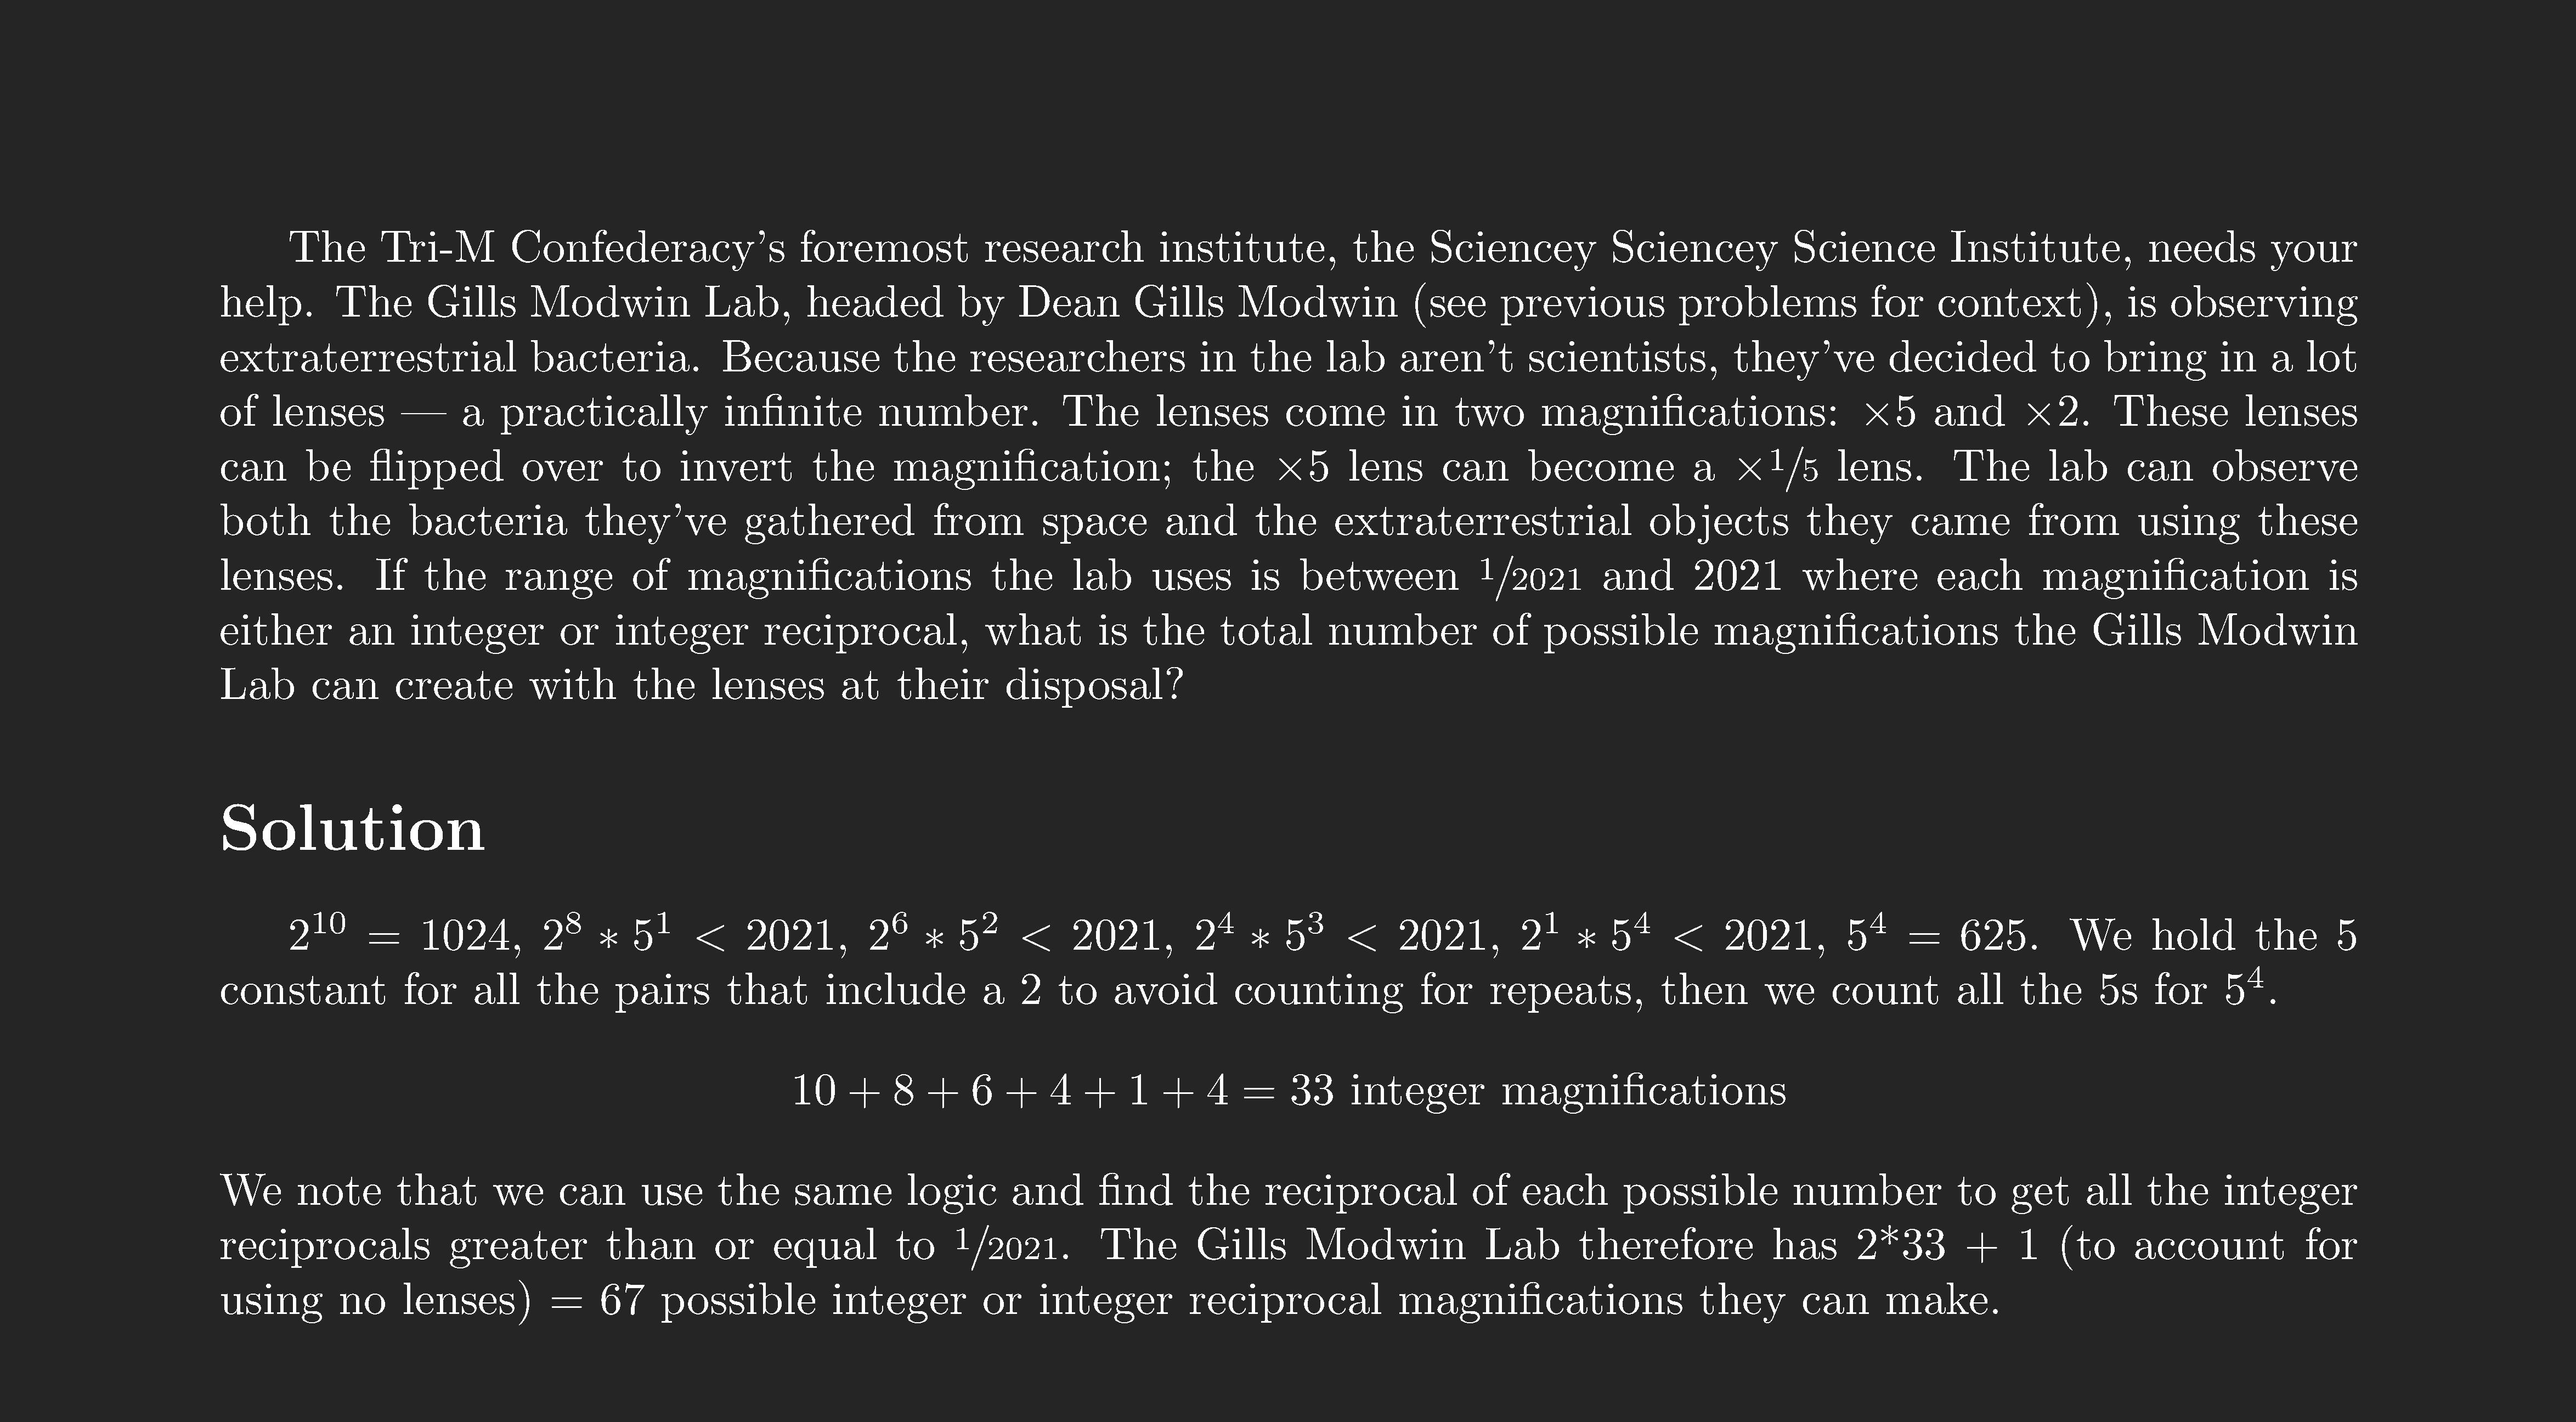 The Tri-M Confederacy's foremost research institute, the Sciencey Sciencey Science Institute, needs your
help. The Gills Modwin Lab, headed by Dean Gills Modwin (see previous problems for context), is observing
extraterrestrial bacteria. Because the researchers in the lab aren't scientists, they've decided to bring in a lot
of lenses — a practically infinite number. The lenses come in two magnifications: ×5 and ×2. These lenses
can be flipped over to invert the magnification; the ×5 lens can become a ×1/5 lens. The lab can observe
both the bacteria they've gathered from space and the extraterrestrial objects they came from using these
lenses. If the range of magnifications the lab uses is between 1/2021 and 2021 where each magnification is
either an integer or integer reciprocal, what is the total number of possible magnifications the Gills Modwin
Lab can create with the lenses at their disposal?
Solution
2^10 = 1024, 2^8 * 5^1 < 2021, 2^6 * 5^2 < 2021, 2^4 * 5^3 < 2021, 2^1 * 5^4 < 2021, 5^4 = 625. We hold the 5
constant for all the pairs that include a 2 to avoid counting for repeats, then we count all the 5s for 5^4.
10 + 8 + 6 + 4 + 1 + 4 = 33 integer magnifications
We note that we can use the same logic and find the reciprocal of each possible number to get all the integer
reciprocals greater than or equal to 1/2021. The Gills Modwin Lab therefore has 2*33 + 1 (to account for
using no lenses) = 67 possible integer or integer reciprocal magnifications they can make.